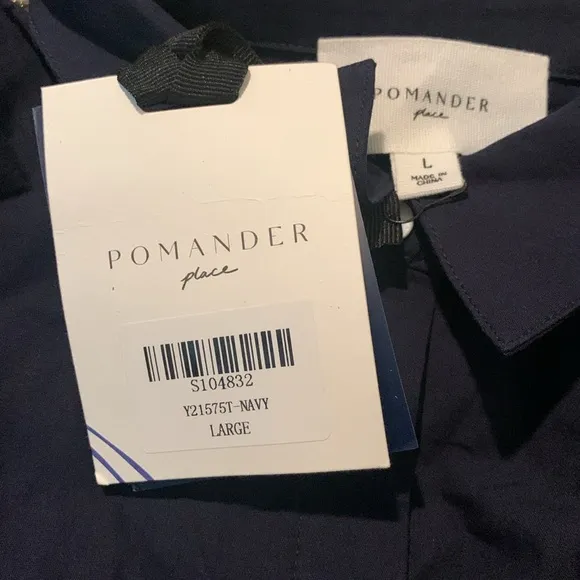 POMANDER
place
L
MADE IN
CHINA
POMANDER
place
S104832
Y21575T-NAVY
LARGE